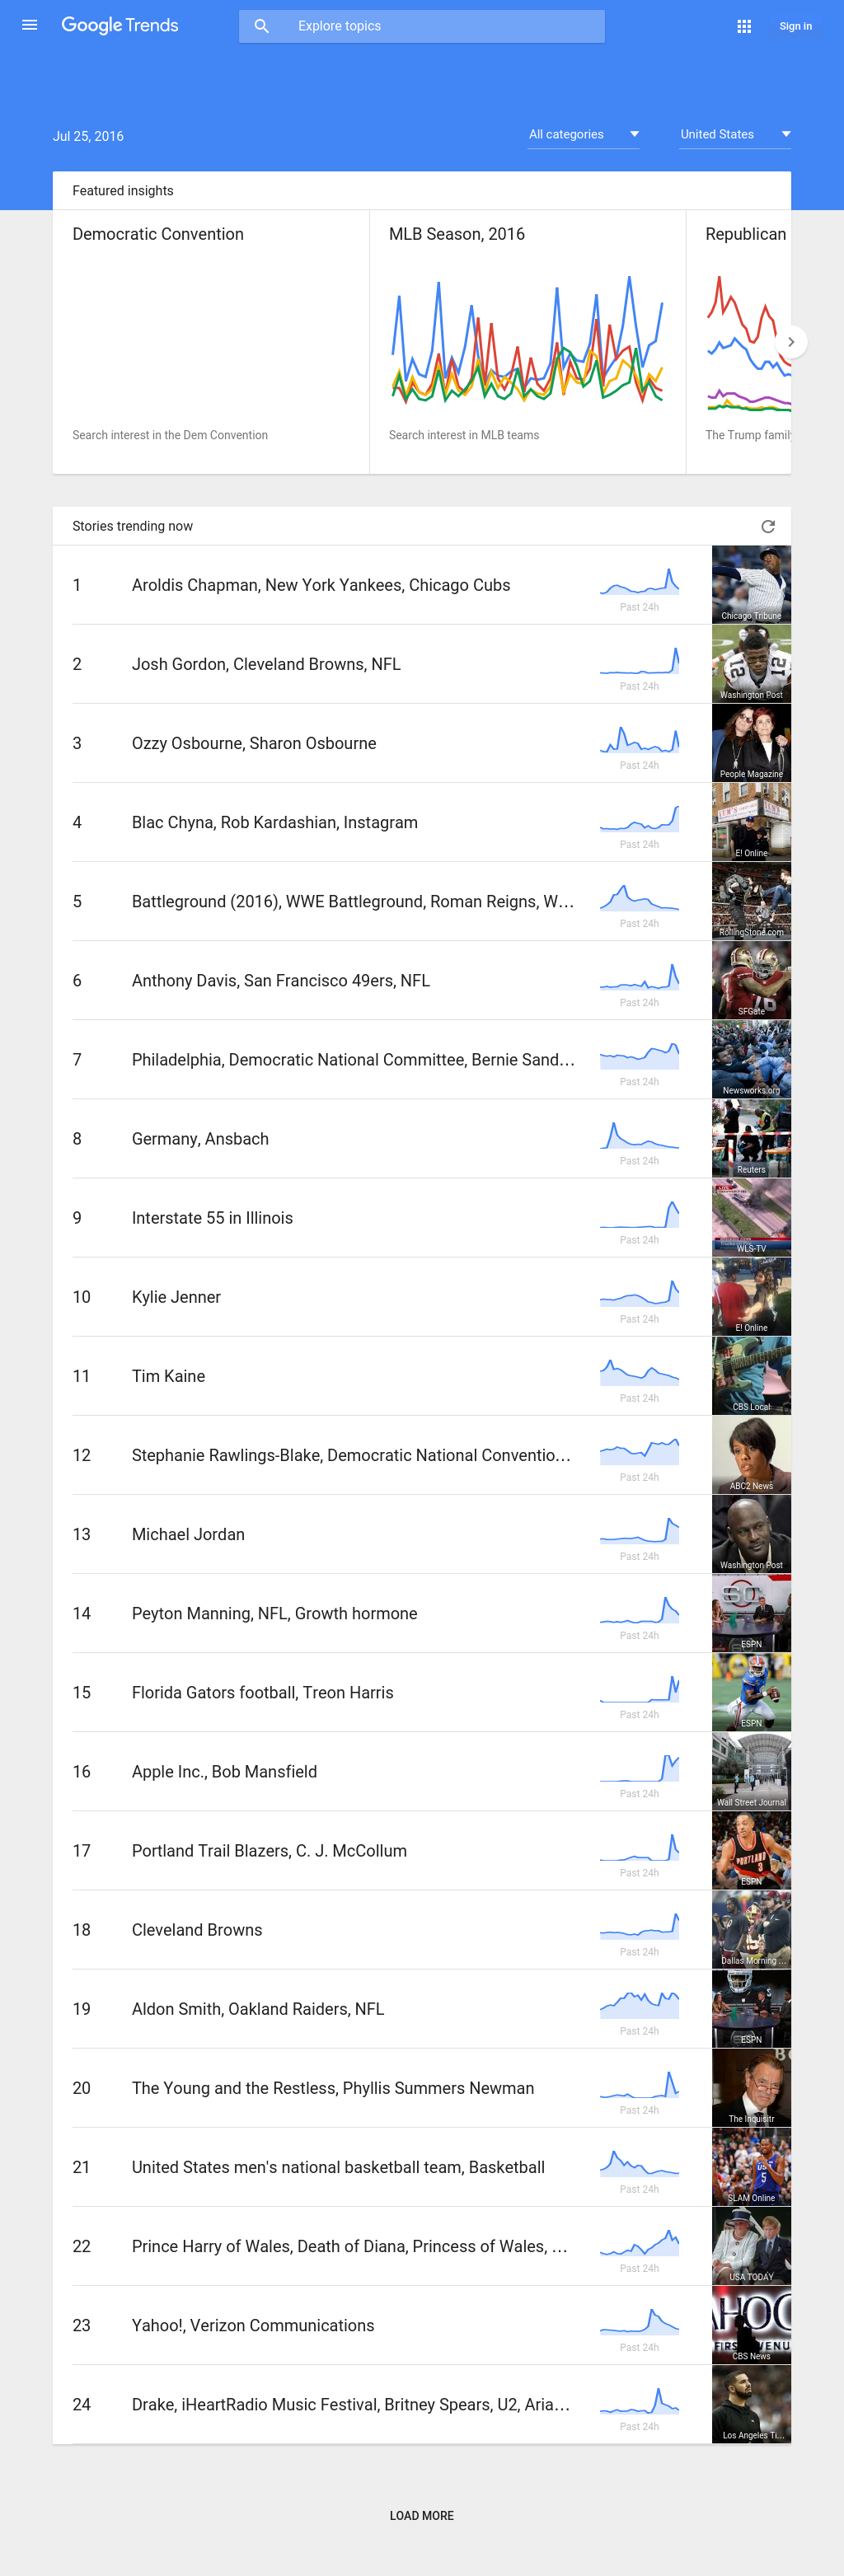 Google Trends
Explore topics
Sign in
Jul 25, 2016
All categories
United States
Featured insights
Democratic Convention
Search interest in the Dem Convention
MLB Season, 2016
Search interest in MLB teams
Republican
The Trump family
Stories trending now
1 Aroldis Chapman, New York Yankees, Chicago Cubs
Past 24h
Chicago Tribune
2 Josh Gordon, Cleveland Browns, NFL
Past 24h
12 12
Washington Post
3 Ozzy Osbourne, Sharon Osbourne
Past 24h
People Magazine
4 Blac Chyna, Rob Kardashian, Instagram
Past 24h
E! Online
5 Battleground (2016), WWE Battleground, Roman Reigns, W…
Past 24h
RollingStone.com
6 Anthony Davis, San Francisco 49ers, NFL
Past 24h
76
SFGate
7 Philadelphia, Democratic National Committee, Bernie Sand…
Past 24h
Newsworks.org
8 Germany, Ansbach
Past 24h
Reuters
9 Interstate 55 in Illinois
Past 24h
LIVE
WLS-TV
10 Kylie Jenner
Past 24h
E! Online
11 Tim Kaine
Past 24h
CBS Local
12 Stephanie Rawlings-Blake, Democratic National Conventio…
Past 24h
ABC2 News
13 Michael Jordan
Past 24h
Washington Post
14 Peyton Manning, NFL, Growth hormone
Past 24h
SC
ESPN
15 Florida Gators football, Treon Harris
Past 24h
ESPN
16 Apple Inc., Bob Mansfield
Past 24h
Wall Street Journal
17 Portland Trail Blazers, C. J. McCollum
Past 24h
PORTLAND
3
ESPN
18 Cleveland Browns
Past 24h
Dallas Morning …
19 Aldon Smith, Oakland Raiders, NFL
Past 24h
ESPN
20 The Young and the Restless, Phyllis Summers Newman
Past 24h
The Inquisitr
21 United States men's national basketball team, Basketball
Past 24h
5
SLAM Online
22 Prince Harry of Wales, Death of Diana, Princess of Wales, …
Past 24h
USA TODAY
23 Yahoo!, Verizon Communications
Past 24h
AHOO
FIRST VENUE
CBS News
24 Drake, iHeartRadio Music Festival, Britney Spears, U2, Aria…
Past 24h
Los Angeles Ti…
LOAD MORE